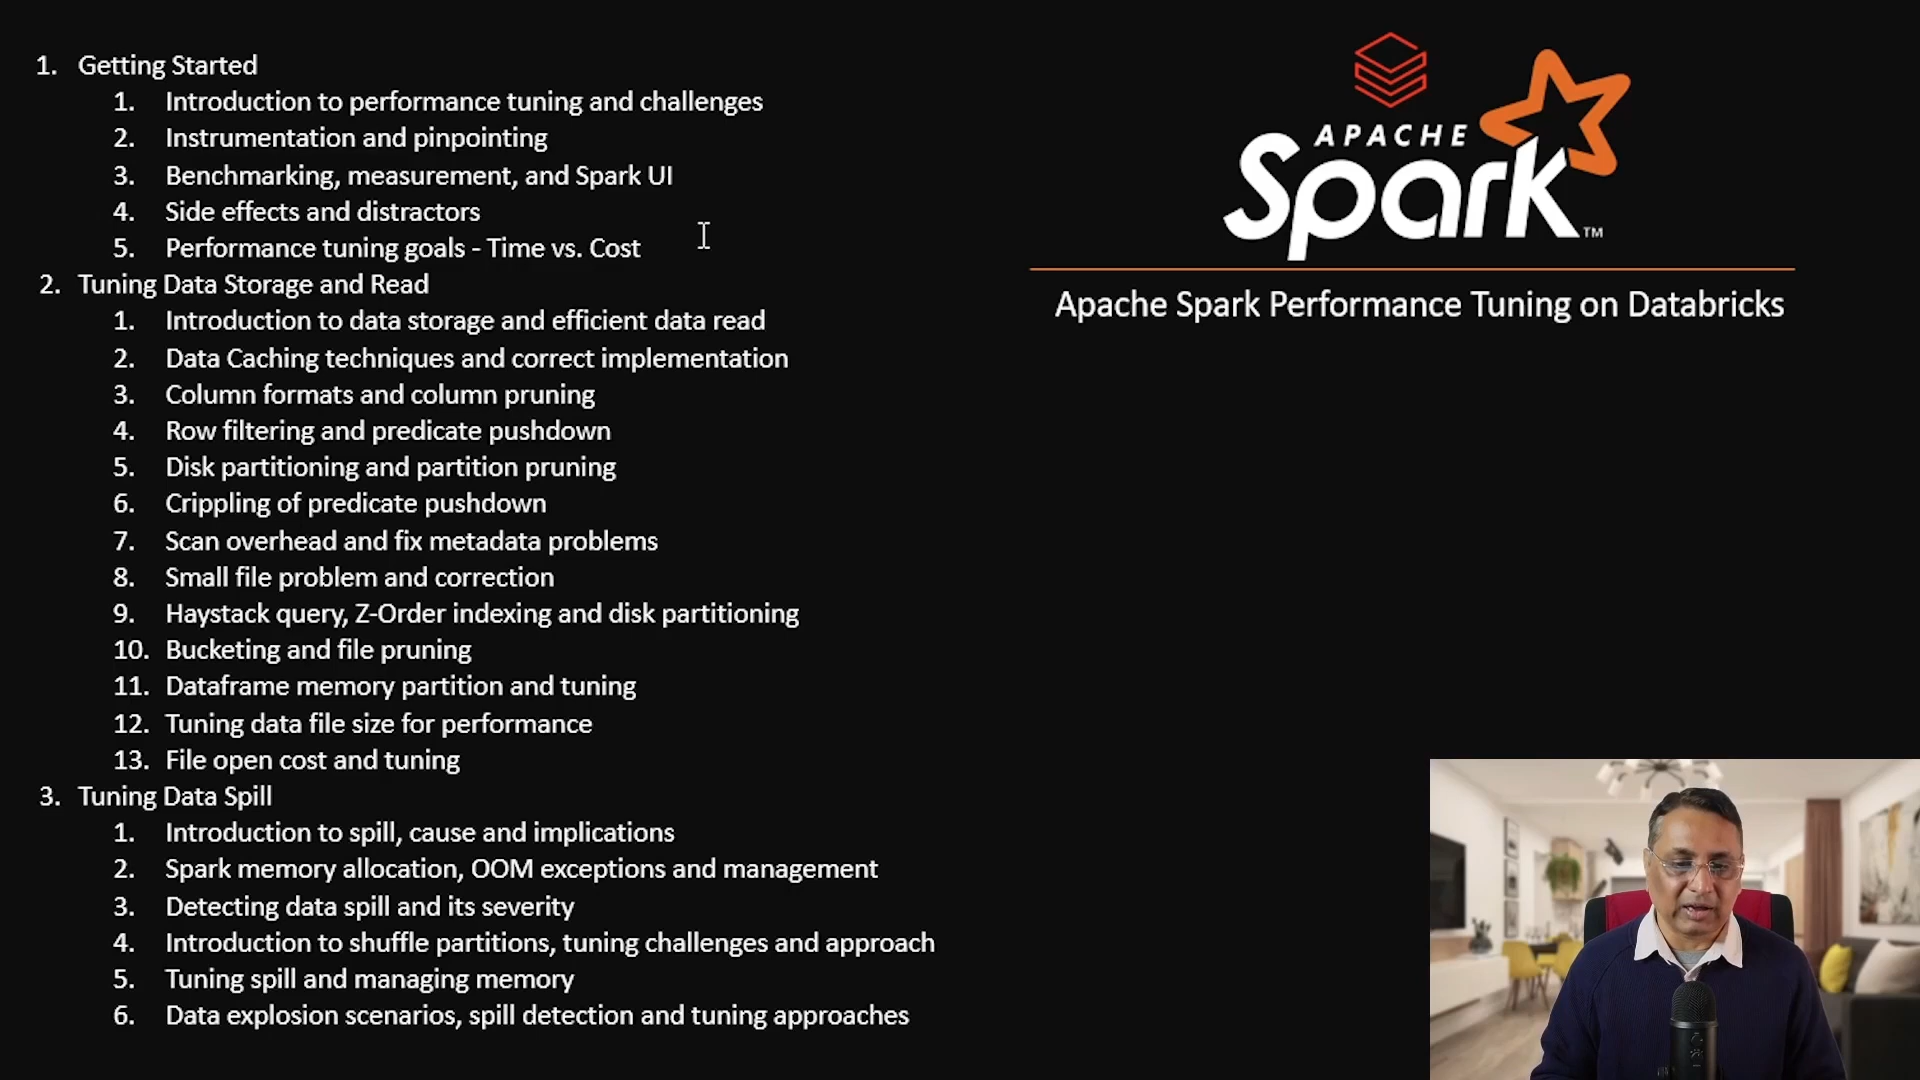 1. Getting Started
1. Introduction to performance tuning and challenges
2. Instrumentation and pinpointing
3. Benchmarking, measurement, and Spark UI
4. Side effects and distractors
5. Performance tuning goals - Time vs. Cost
2. Tuning Data Storage and Read
1. Introduction to data storage and efficient data read
2. Data Caching techniques and correct implementation
3. Column formats and column pruning
4. Row filtering and predicate pushdown
5. Disk partitioning and partition pruning
6. Crippling of predicate pushdown
7. Scan overhead and fix metadata problems
8. Small file problem and correction
9. Haystack query, Z-Order indexing and disk partitioning
10. Bucketing and file pruning
11. Dataframe memory partition and tuning
12. Tuning data file size for performance
13. File open cost and tuning
3. Tuning Data Spill
1. Introduction to spill, cause and implications
2. Spark memory allocation, OOM exceptions and management
3. Detecting data spill and its severity
4. Introduction to shuffle partitions, tuning challenges and approach
5. Tuning spill and managing memory
6. Data explosion scenarios, spill detection and tuning approaches
APACHE
Spark™
Apache Spark Performance Tuning on Databricks